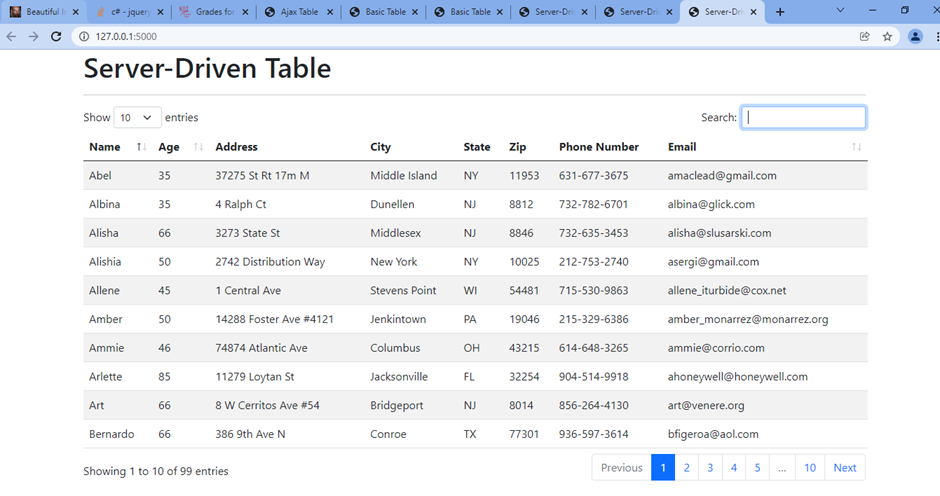 Beautiful I
c# - jquery
Grades for
Ajax Table
Basic Table
Basic Table
Server-Driv
Server-Driv
Server-Driv
127.0.0.1:5000
Server-Driven Table
Show 10 entries
Search:
Name Age Address City State Zip Phone Number Email
Abel 35 37275 St Rt 17m M Middle Island NY 11953 631-677-3675 amaclead@gmail.com
Albina 35 4 Ralph Ct Dunellen NJ 8812 732-782-6701 albina@glick.com
Alisha 66 3273 State St Middlesex NJ 8846 732-635-3453 alisha@slusarski.com
Alishia 50 2742 Distribution Way New York NY 10025 212-753-2740 asergi@gmail.com
Allene 45 1 Central Ave Stevens Point WI 54481 715-530-9863 allene_iturbide@cox.net
Amber 50 14288 Foster Ave #4121 Jenkintown PA 19046 215-329-6386 amber_monarrez@monarrez.org
Ammie 46 74874 Atlantic Ave Columbus OH 43215 614-648-3265 ammie@corrio.com
Arlette 85 11279 Loytan St Jacksonville FL 32254 904-514-9918 ahoneywell@honeywell.com
Art 66 8 W Cerritos Ave #54 Bridgeport NJ 8014 856-264-4130 art@venere.org
Bernardo 66 386 9th Ave N Conroe TX 77301 936-597-3614 bfigeroa@aol.com
Showing 1 to 10 of 99 entries
Previous 1 2 3 4 5 ... 10 Next